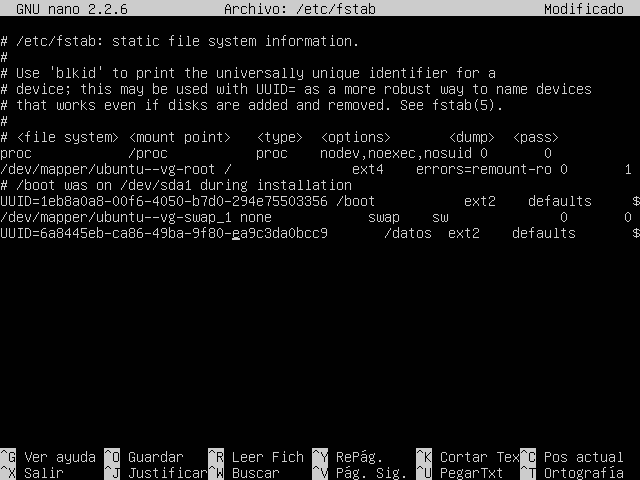 GNU nano 2.2.6 Archivo: /etc/fstab Modificado
# /etc/fstab: static file system information.
#
# Use 'blkid' to print the universally unique identifier for a
# device; this may be used with UUID= as a more robust way to name devices
# that works even if disks are added and removed. See fstab(5).
#
# <file system> <mount point> <type> <options> <dump> <pass>
proc /proc proc nodev,noexec,nosuid 0 0
/dev/mapper/ubuntu--vg-root / ext4 errors=remount-ro 0 1
# /boot was on /dev/sda1 during installation
UUID=1eb8a0a8-00f6-4050-b7d0-294e75503356 /boot ext2 defaults $
/dev/mapper/ubuntu--vg-swap_1 none swap sw 0 0
UUID=6a8445eb-ca86-49ba-9f80-ea9c3da0bcc9 /datos ext2 defaults $
^G Ver ayuda ^O Guardar ^R Leer Fich ^Y RePág. ^K Cortar Tex ^C Pos actual
^X Salir ^J Justificar ^W Buscar ^V Pág. Sig. ^U PegarTxt ^T Ortografía